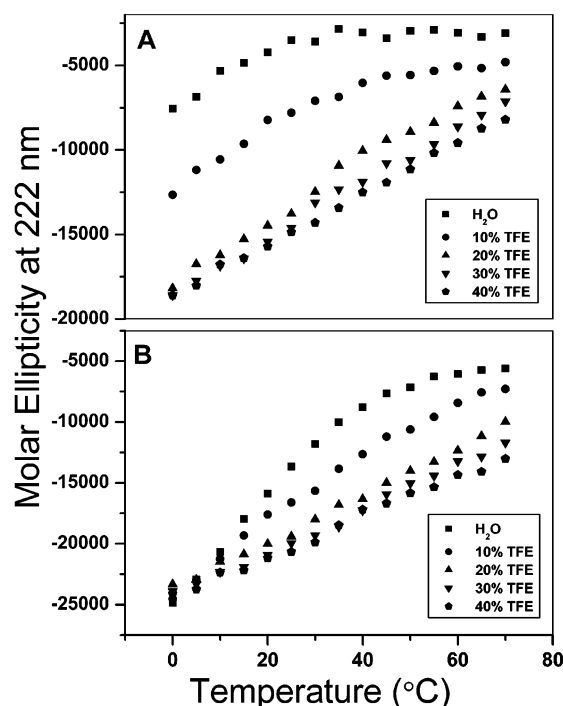 A
-5000
-10000
-15000
-20000
H₂O
10% TFE
20% TFE
30% TFE
40% TFE
Molar Ellipticity at 222 nm
B
-5000
-10000
-15000
-20000
-25000
H₂O
10% TFE
20% TFE
30% TFE
40% TFE
0
20
40
60
80
Temperature (°C)